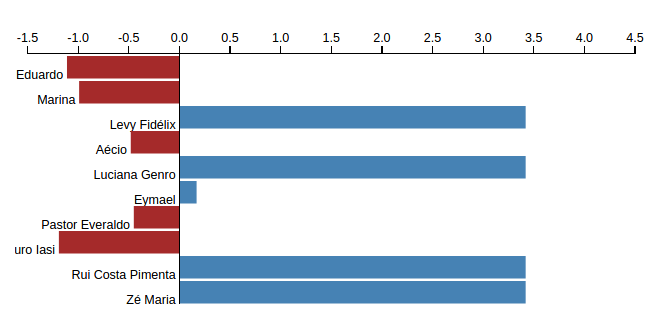 -1.5 -1.0 -0.5 0.0 0.5 1.0 1.5 2.0 2.5 3.0 3.5 4.0 4.5
Eduardo
Marina
Levy Fidélix
Aécio
Luciana Genro
Eymael
Pastor Everaldo
uro Iasi
Rui Costa Pimenta
Zé Maria